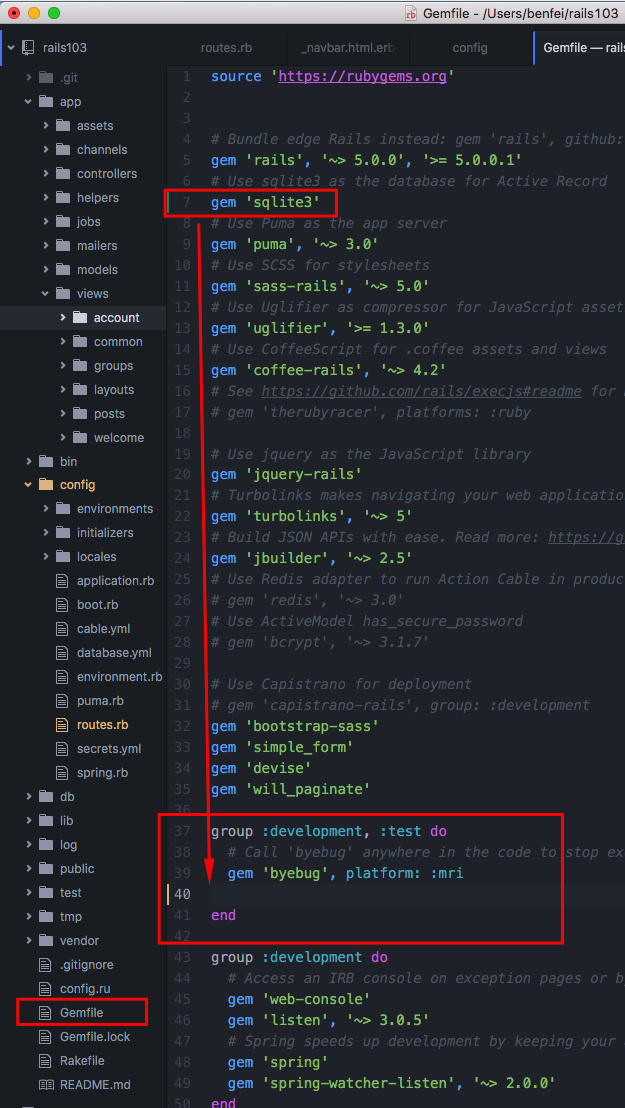 Gemfile - /Users/benfei/rails103
rails103
routes.rb
_navbar.html.erb
config
Gemfile — rails
.git
app
assets
channels
controllers
helpers
jobs
mailers
models
views
account
common
groups
layouts
posts
welcome
bin
config
environments
initializers
locales
application.rb
boot.rb
cable.yml
database.yml
environment.rb
puma.rb
routes.rb
secrets.yml
spring.rb
db
lib
log
public
test
tmp
vendor
.gitignore
config.ru
Gemfile
Gemfile.lock
Rakefile
README.md
1 source 'https://rubygems.org'
2
3
4 # Bundle edge Rails instead: gem 'rails', github:
5 gem 'rails', '~> 5.0.0', '>= 5.0.0.1'
6 # Use sqlite3 as the database for Active Record
7 gem 'sqlite3'
8 # Use Puma as the app server
9 gem 'puma', '~> 3.0'
10 # Use SCSS for stylesheets
11 gem 'sass-rails', '~> 5.0'
12 # Use Uglifier as compressor for JavaScript asset
13 gem 'uglifier', '>= 1.3.0'
14 # Use CoffeeScript for .coffee assets and views
15 gem 'coffee-rails', '~> 4.2'
16 # See https://github.com/rails/execjs#readme for
17 # gem 'therubyracer', platforms: :ruby
18
19 # Use jquery as the JavaScript library
20 gem 'jquery-rails'
21 # Turbolinks makes navigating your web application
22 gem 'turbolinks', '~> 5'
23 # Build JSON APIs with ease. Read more: https://g
24 gem 'jbuilder', '~> 2.5'
25 # Use Redis adapter to run Action Cable in produc
26 # gem 'redis', '~> 3.0'
27 # Use ActiveModel has_secure_password
28 # gem 'bcrypt', '~> 3.1.7'
29
30 # Use Capistrano for deployment
31 # gem 'capistrano-rails', group: :development
32 gem 'bootstrap-sass'
33 gem 'simple_form'
34 gem 'devise'
35 gem 'will_paginate'
36
37 group :development, :test do
38 # Call 'byebug' anywhere in the code to stop exe
39 gem 'byebug', platform: :mri
40
41 end
42
43 group :development do
44 # Access an IRB console on exception pages or by
45 gem 'web-console'
46 gem 'listen', '~> 3.0.5'
47 # Spring speeds up development by keeping your
48 gem 'spring'
49 gem 'spring-watcher-listen', '~> 2.0.0'
50 end